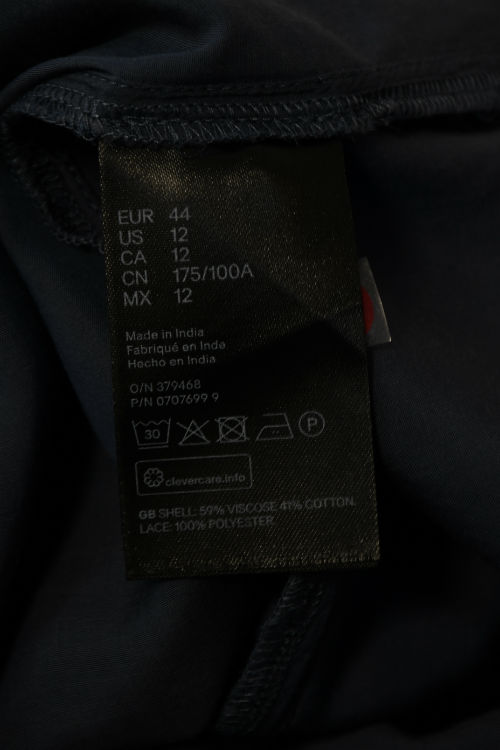 EUR 44
US 12
CA 12
CN 175/100A
MX 12
Made in India
Fabriqué en Inde
Hecho en India
O/N 379468
P/N 0707699 9
30 P
clevercare.info
GB SHELL: 59% VISCOSE 41% COTTON.
LACE: 100% POLYESTER